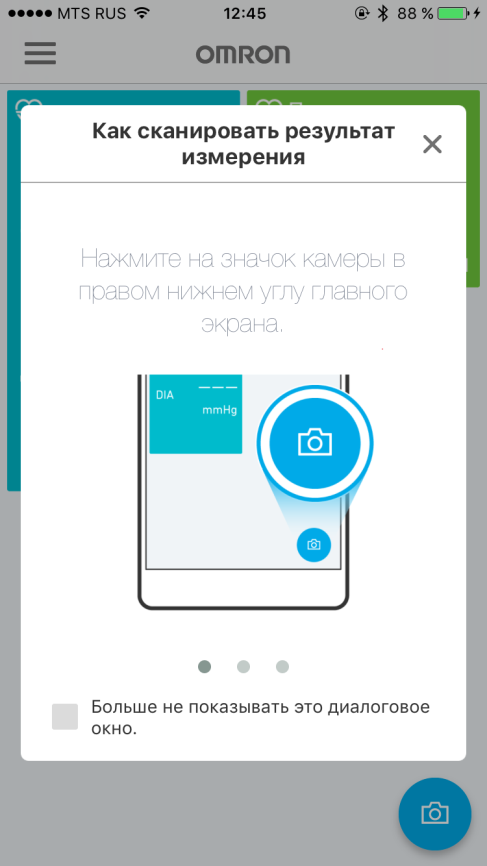 MTS RUS
12:45
88 %
OMRON
Как сканировать результат
измерения
Нажмите на значок камеры в
правом нижнем углу главного
экрана.
DIA
mmHg
Больше не показывать это диалоговое
окно.